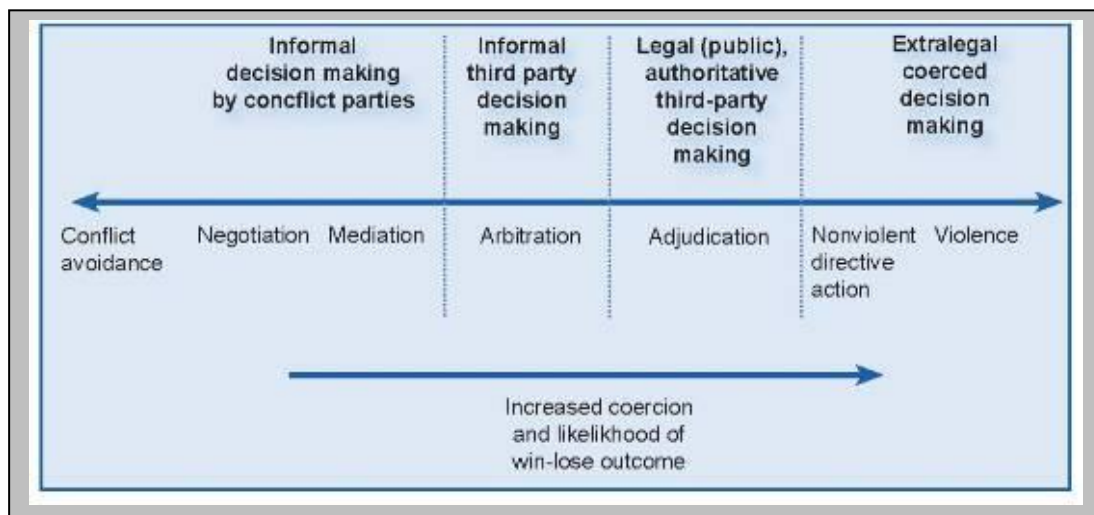 Informal
decision making
by concflict parties
Informal
third party
decision
making
Legal (public),
authoritative
third-party
decision
making
Extralegal
coerced
decision
making
Conflict
avoidance
Negotiation
Mediation
Arbitration
Adjudication
Nonviolent
directive
action
Violence
Increased coercion
and likelikhood of
win-lose outcome